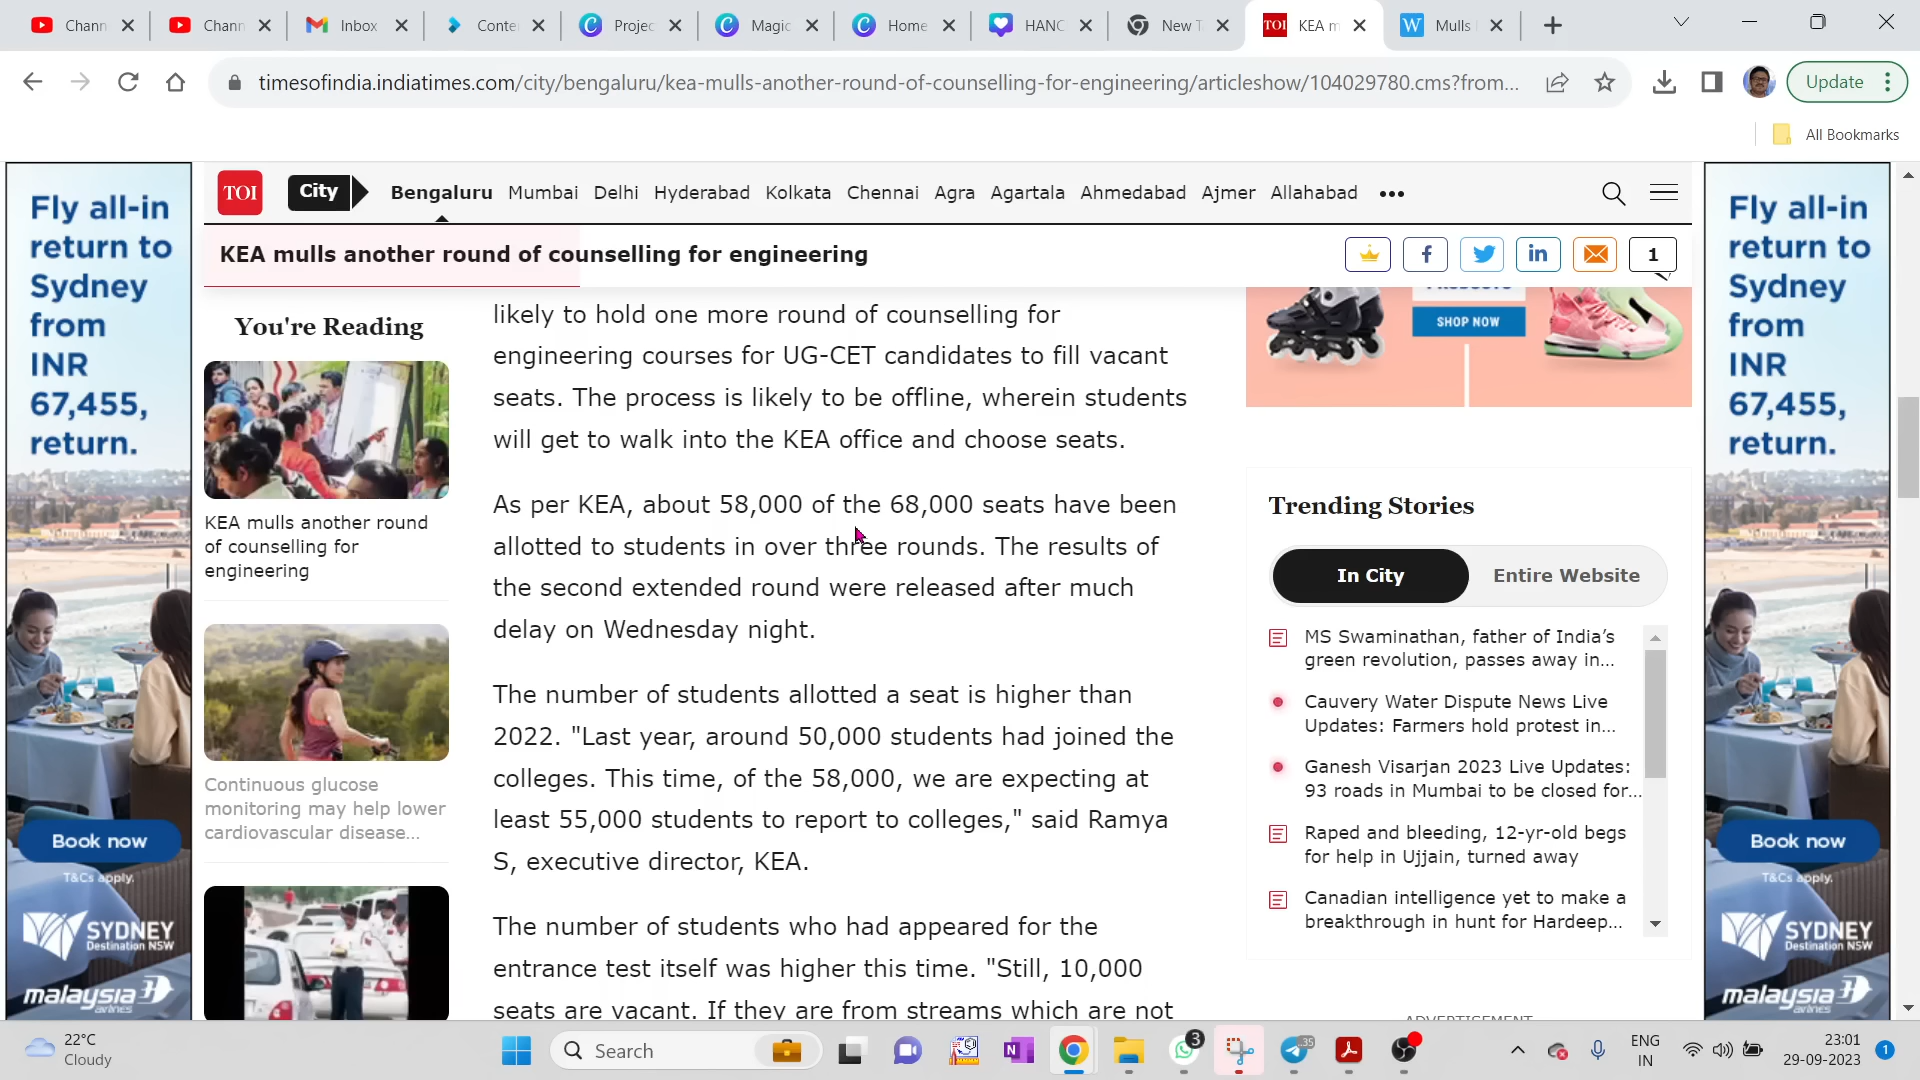 Chann
Chann
Inbox
Conte
Projec
Magic
Home
HANC
New T
TOI
KEA m
W
Mulls
timesofindia.indiatimes.com/city/bengaluru/kea-mulls-another-round-of-counselling-for-engineering/articleshow/104029780.cms?from...
Update
All Bookmarks
Fly all-in
return to
Sydney
from
INR
67,455,
return.
Book now
T&Cs apply.
SYDNEY
Destination NSW
malaysia
airlines
TOI
City
Bengaluru Mumbai Delhi Hyderabad Kolkata Chennai Agra Agartala Ahmedabad Ajmer Allahabad
KEA mulls another round of counselling for engineering
1
You're Reading
KEA mulls another round
of counselling for
engineering
Continuous glucose
monitoring may help lower
cardiovascular disease...
likely to hold one more round of counselling for
engineering courses for UG-CET candidates to fill vacant
seats. The process is likely to be offline, wherein students
will get to walk into the KEA office and choose seats.
As per KEA, about 58,000 of the 68,000 seats have been
allotted to students in over three rounds. The results of
the second extended round were released after much
delay on Wednesday night.
The number of students allotted a seat is higher than
2022. "Last year, around 50,000 students had joined the
colleges. This time, of the 58,000, we are expecting at
least 55,000 students to report to colleges," said Ramya
S, executive director, KEA.
The number of students who had appeared for the
entrance test itself was higher this time. "Still, 10,000
seats are vacant. If they are from streams which are not
SHOP NOW
Trending Stories
In City
Entire Website
MS Swaminathan, father of India's
green revolution, passes away in...
Cauvery Water Dispute News Live
Updates: Farmers hold protest in...
Ganesh Visarjan 2023 Live Updates:
93 roads in Mumbai to be closed for...
Raped and bleeding, 12-yr-old begs
for help in Ujjain, turned away
Canadian intelligence yet to make a
breakthrough in hunt for Hardeep...
ADVERTISEMENT
Fly all-in
return to
Sydney
from
INR
67,455,
return.
Book now
T&Cs apply.
SYDNEY
Destination NSW
malaysia
airlines
22°C
Cloudy
Search
3
35
ENG
IN
23:01
29-09-2023
1